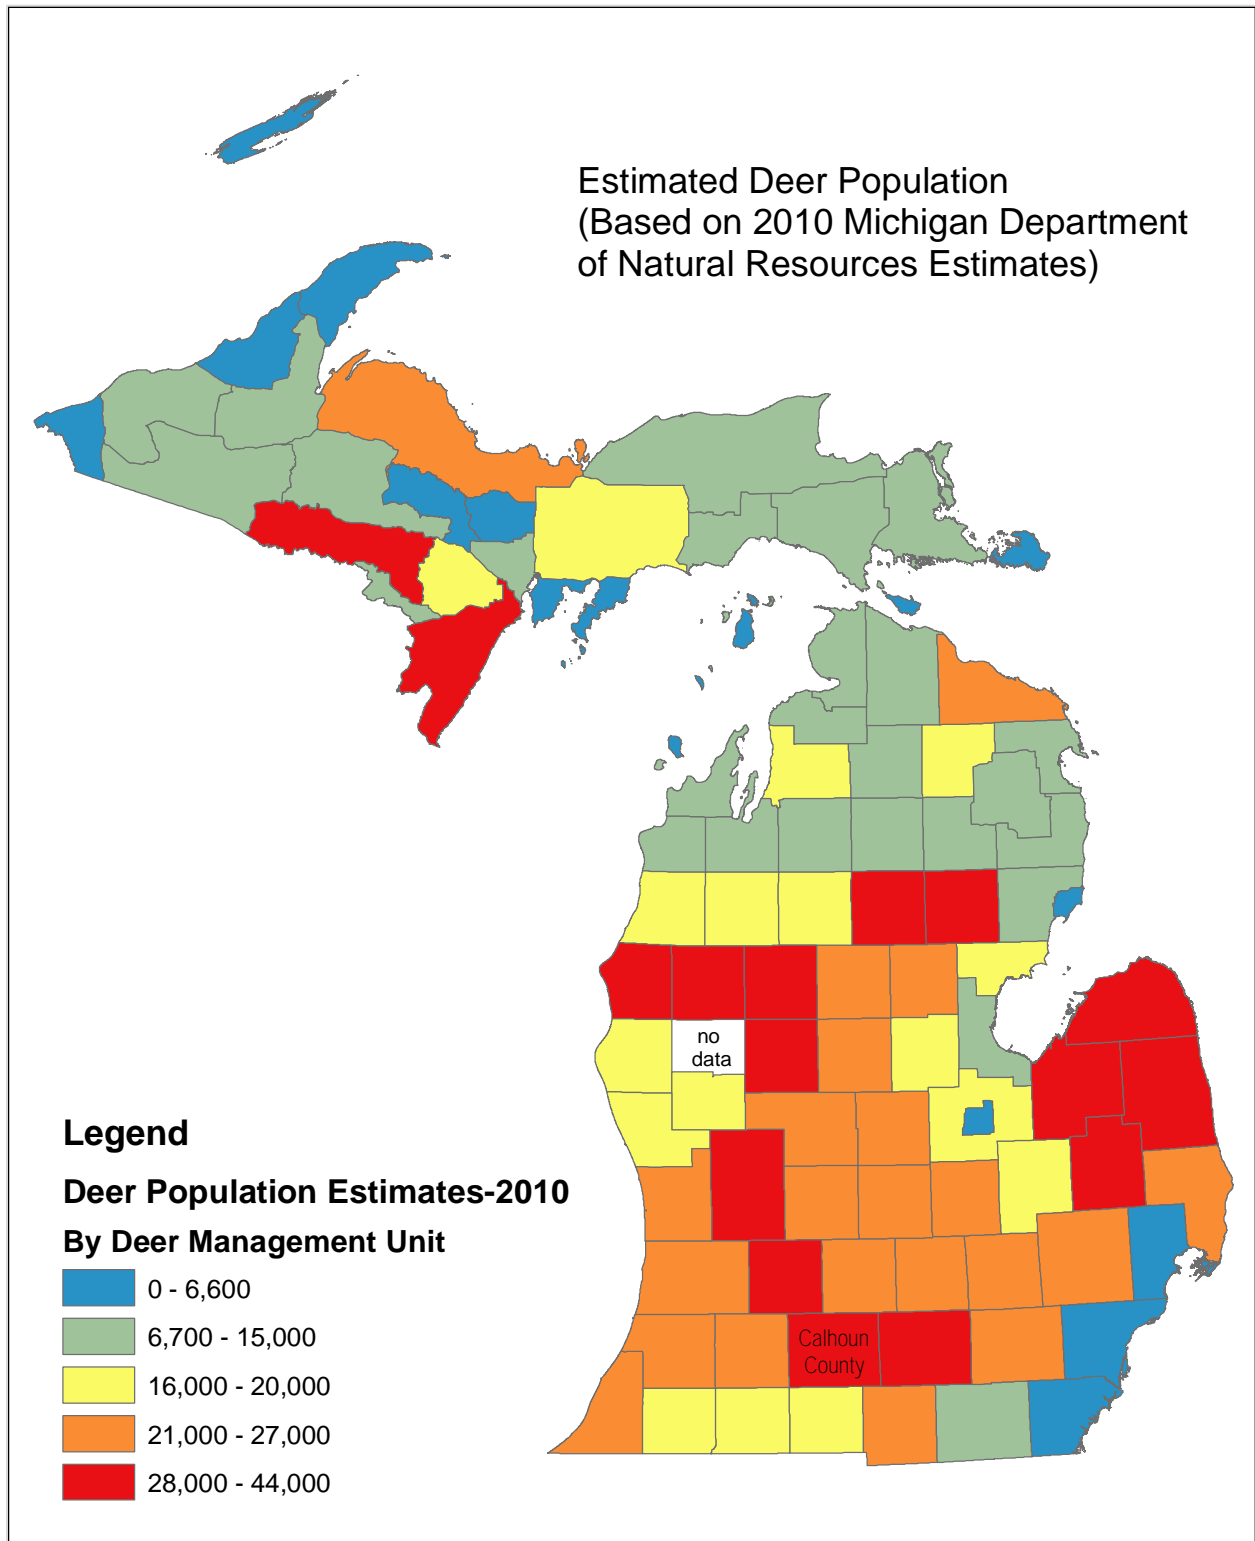 Estimated Deer Population
(Based on 2010 Michigan Department
of Natural Resources Estimates)
no
data
Calhoun
County
Legend
Deer Population Estimates-2010
By Deer Management Unit
0 - 6,600
6,700 - 15,000
16,000 - 20,000
21,000 - 27,000
28,000 - 44,000